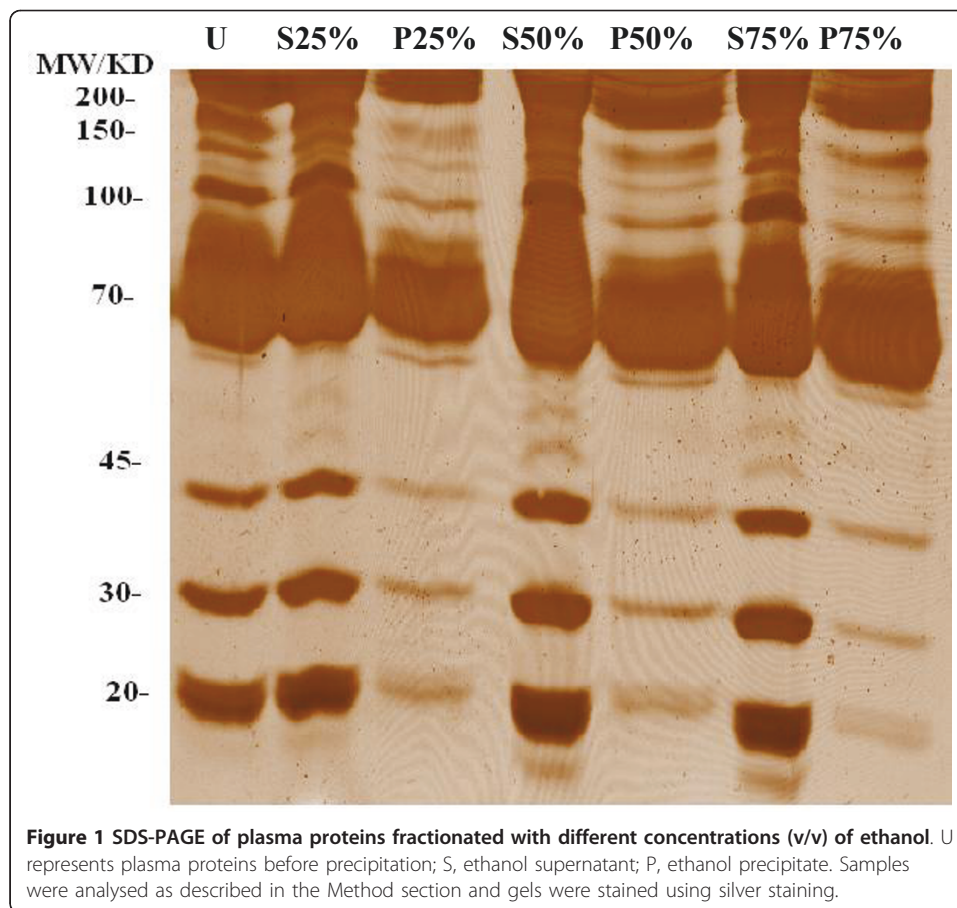 U S25% P25% S50% P50% S75% P75%
MW/KD
200-
150-
100-
70-
45-
30-
20-
Figure 1 SDS-PAGE of plasma proteins fractionated with different concentrations (v/v) of ethanol. U
represents plasma proteins before precipitation; S, ethanol supernatant; P, ethanol precipitate. Samples
were analysed as described in the Method section and gels were stained using silver staining.